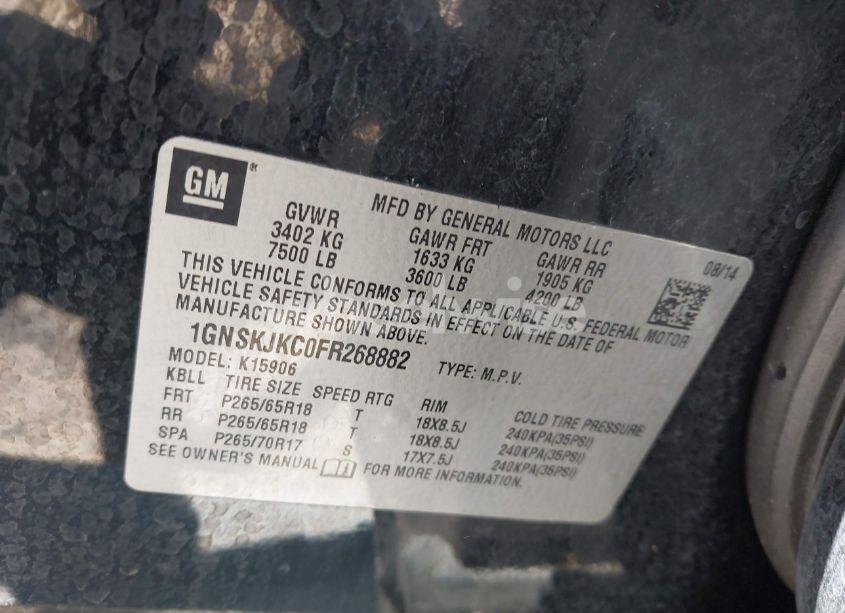 GM
MFD BY GENERAL MOTORS LLC
08/14
GVWR GAWR FRT GAWR RR
3402 KG 1633 KG 1905 KG
7500 LB 3600 LB 4200 LB
THIS VEHICLE CONFORMS TO ALL APPLICABLE U.S. FEDERAL MOTOR
VEHICLE SAFETY STANDARDS IN EFFECT ON THE DATE OF
MANUFACTURE SHOWN ABOVE.
1GNSKJKC0FR268882
MODEL: K15906 TYPE: M.P.V.
KBLL TIRE SIZE SPEED RTG RIM COLD TIRE PRESSURE
FRT P265/65R18 T 18X8.5J 240KPA(35PSI)
RR P265/65R18 T 18X8.5J 240KPA(35PSI)
SPA P265/70R17 S 17X7.5J 240KPA(35PSI)
SEE OWNER'S MANUAL FOR MORE INFORMATION.